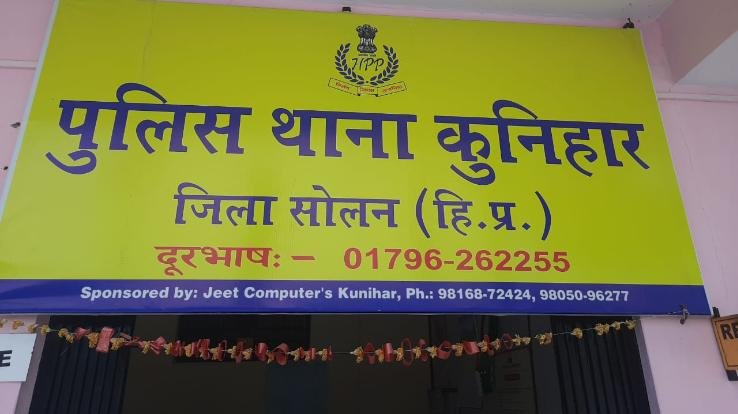 HPP
पुलिस थाना कुनिहार
जिला सोलन (हि.प्र.)
दूरभाषः – 01796-262255
Sponsored by: Jeet Computer's Kunihar, Ph.: 98168-72424, 98050-96277